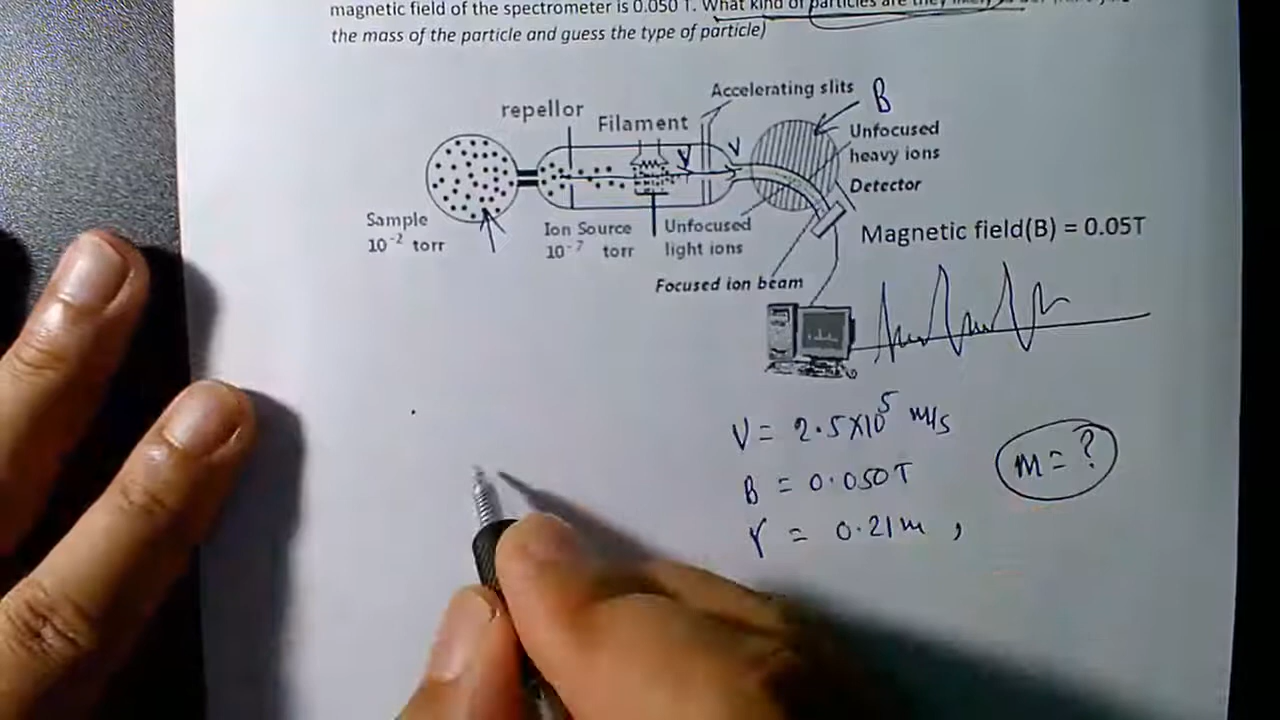 magnetic field of the spectrometer is 0.050 T. What kind of particles are they likely
the mass of the particle and guess the type of particle)
Accelerating slits
B
repellor
Filament
Unfocused
heavy ions
V
V
Detector
Sample
10⁻² torr
Ion Source
10⁻⁷ torr
Unfocused
light ions
Magnetic field(B) = 0.05T
Focused ion beam
V = 2.5X10⁵ m/s
m = ?
B = 0.050T
r = 0.21m ,